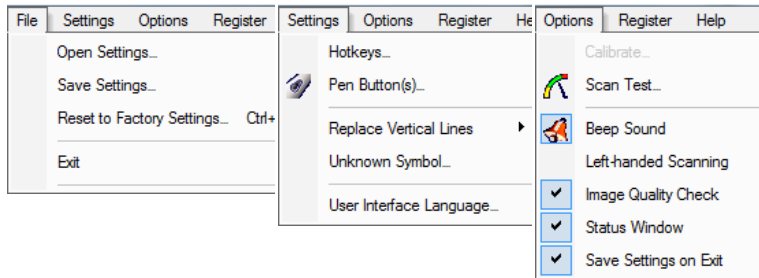 File Settings Options Register
Open Settings...
Save Settings...
Reset to Factory Settings... Ctrl+
Exit
Settings Options Register He
Hotkeys...
Pen Button(s)...
Replace Vertical Lines
Unknown Symbol...
User Interface Language...
Options Register Help
Calibrate...
Scan Test...
Beep Sound
Left-handed Scanning
Image Quality Check
Status Window
Save Settings on Exit